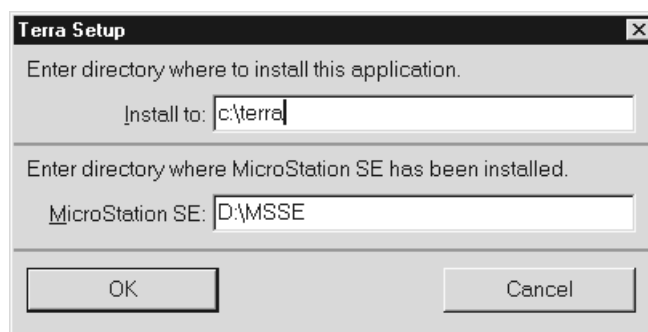 Terra Setup
Enter directory where to install this application.
Install to: c:\terra
Enter directory where MicroStation SE has been installed.
MicroStation SE: D:\MSSE
OK Cancel